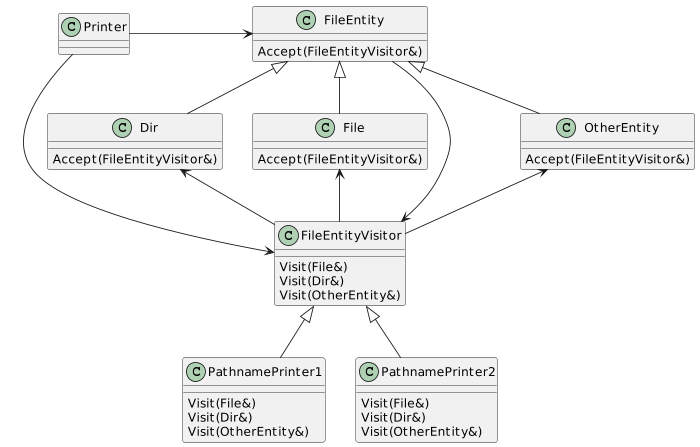 C Printer
C FileEntity
Accept(FileEntityVisitor&)
C Dir
Accept(FileEntityVisitor&)
C File
Accept(FileEntityVisitor&)
C OtherEntity
Accept(FileEntityVisitor&)
C FileEntityVisitor
Visit(File&)
Visit(Dir&)
Visit(OtherEntity&)
C PathnamePrinter1
Visit(File&)
Visit(Dir&)
Visit(OtherEntity&)
C PathnamePrinter2
Visit(File&)
Visit(Dir&)
Visit(OtherEntity&)